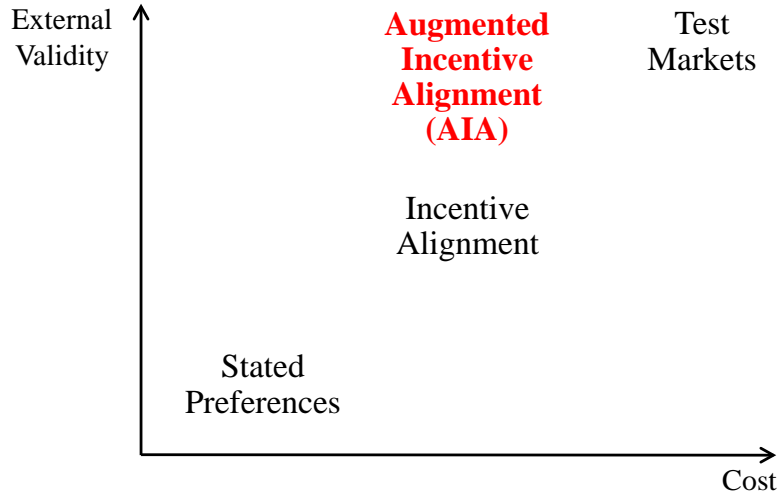 External
Validity
Augmented
Incentive
Alignment
(AIA)
Test
Markets
Incentive
Alignment
Stated
Preferences
Cost